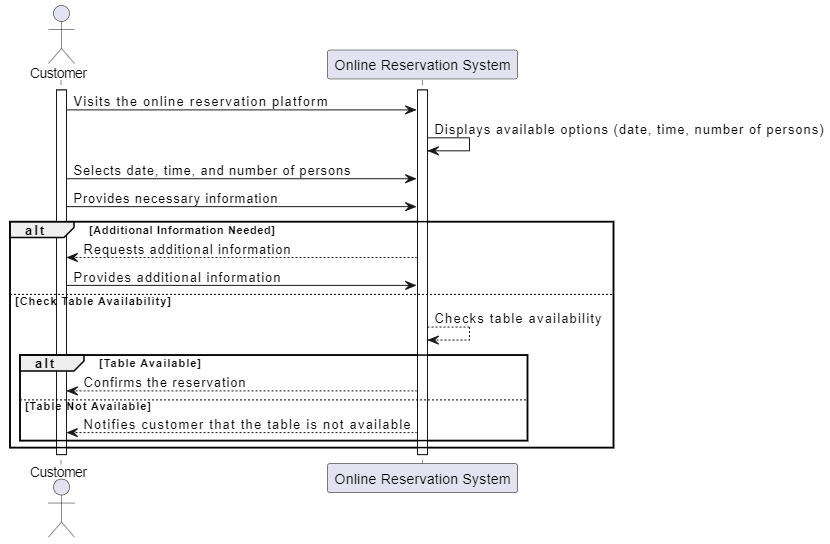 Customer
Online Reservation System
Visits the online reservation platform
Displays available options (date, time, number of persons)
Selects date, time, and number of persons
Provides necessary information
alt [Additional Information Needed]
Requests additional information
Provides additional information
[Check Table Availability]
Checks table availability
alt [Table Available]
Confirms the reservation
[Table Not Available]
Notifies customer that the table is not available
Customer
Online Reservation System